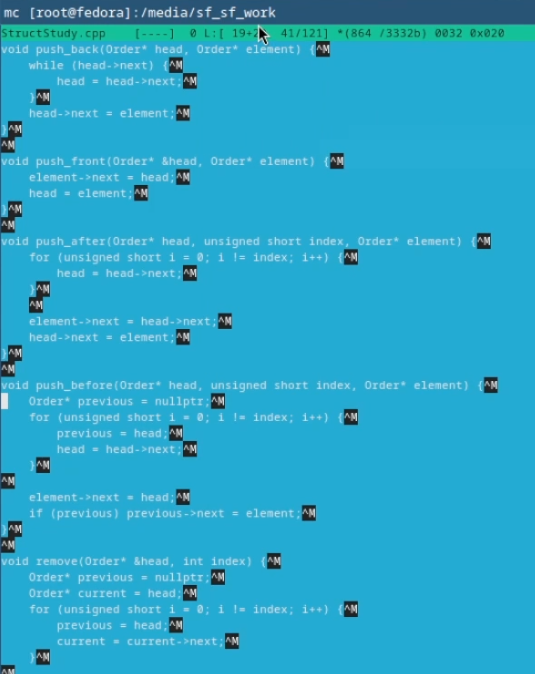 mc [root@fedora]:/media/sf_sf_work
StructStudy.cpp [----] 0 L:[ 19+2 41/121] *(864 /3332b) 0032 0x020
void push_back(Order* head, Order* element) {^M
while (head->next) {^M
head = head->next;^M
}^M
head->next = element;^M
}^M
^M
void push_front(Order* &head, Order* element) {^M
element->next = head;^M
head = element;^M
}^M
^M
void push_after(Order* head, unsigned short index, Order* element) {^M
for (unsigned short i = 0; i != index; i++) {^M
head = head->next;^M
}^M
^M
element->next = head->next;^M
head->next = element;^M
}^M
^M
void push_before(Order* head, unsigned short index, Order* element) {^M
Order* previous = nullptr;^M
for (unsigned short i = 0; i != index; i++) {^M
previous = head;^M
head = head->next;^M
}^M
^M
element->next = head;^M
if (previous) previous->next = element;^M
}^M
^M
void remove(Order* &head, int index) {^M
Order* previous = nullptr;^M
Order* current = head;^M
for (unsigned short i = 0; i != index; i++) {^M
previous = head;^M
current = current->next;^M
}^M
^M